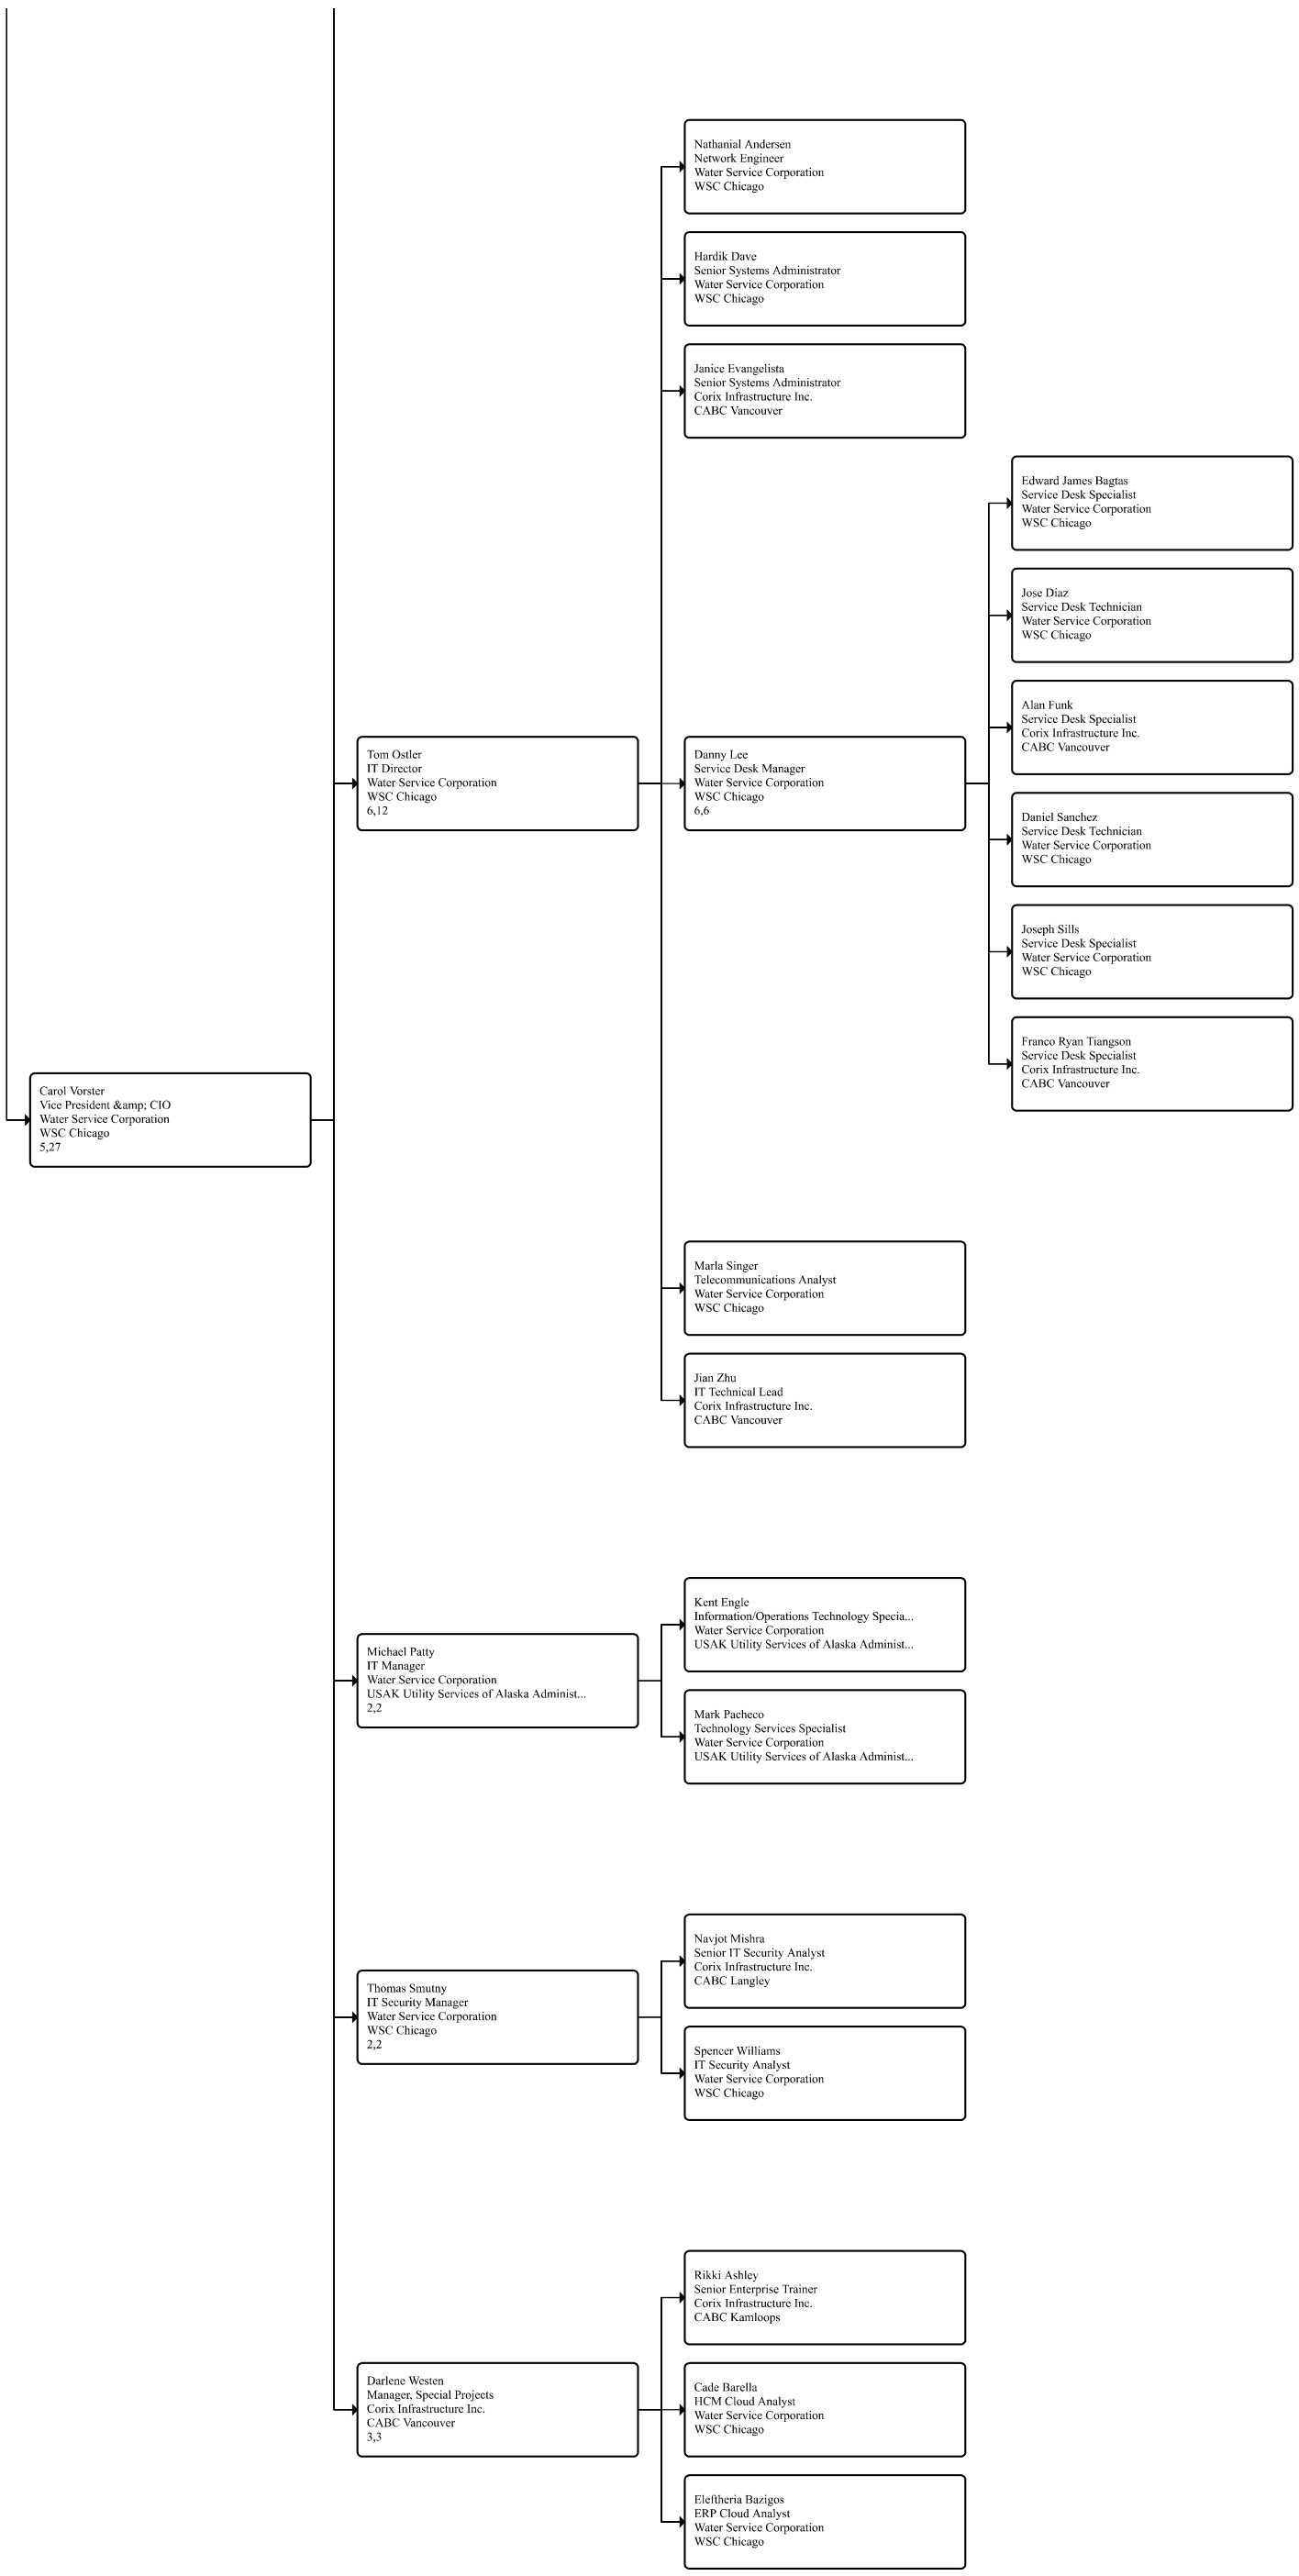 Nathanial Andersen
Network Engineer
Water Service Corporation
WSC Chicago
Hardik Dave
Senior Systems Administrator
Water Service Corporation
WSC Chicago
Janice Evangelista
Senior Systems Administrator
Corix Infrastructure Inc.
CABC Vancouver
Edward James Bagtas
Service Desk Specialist
Water Service Corporation
WSC Chicago
Jose Diaz
Service Desk Technician
Water Service Corporation
WSC Chicago
Alan Funk
Service Desk Specialist
Corix Infrastructure Inc.
CABC Vancouver
Tom Ostler
IT Director
Water Service Corporation
WSC Chicago
6,12
Danny Lee
Service Desk Manager
Water Service Corporation
WSC Chicago
6,6
Daniel Sanchez
Service Desk Technician
Water Service Corporation
WSC Chicago
Joseph Sills
Service Desk Specialist
Water Service Corporation
WSC Chicago
Franco Ryan Tiangson
Service Desk Specialist
Corix Infrastructure Inc.
CABC Vancouver
Carol Vorster
Vice President &amp;amp; CIO
Water Service Corporation
WSC Chicago
5,27
Marla Singer
Telecommunications Analyst
Water Service Corporation
WSC Chicago
Jian Zhu
IT Technical Lead
Corix Infrastructure Inc.
CABC Vancouver
Kent Engle
Information/Operations Technology Specia...
Water Service Corporation
USAK Utility Services of Alaska Administ...
Michael Patty
IT Manager
Water Service Corporation
USAK Utility Services of Alaska Administ...
2,2
Mark Pacheco
Technology Services Specialist
Water Service Corporation
USAK Utility Services of Alaska Administ...
Navjot Mishra
Senior IT Security Analyst
Corix Infrastructure Inc.
CABC Langley
Thomas Smutny
IT Security Manager
Water Service Corporation
WSC Chicago
2,2
Spencer Williams
IT Security Analyst
Water Service Corporation
WSC Chicago
Rikki Ashley
Senior Enterprise Trainer
Corix Infrastructure Inc.
CABC Kamloops
Darlene Westen
Manager, Special Projects
Corix Infrastructure Inc.
CABC Vancouver
3,3
Cade Barella
HCM Cloud Analyst
Water Service Corporation
WSC Chicago
Eleftheria Bazigos
ERP Cloud Analyst
Water Service Corporation
WSC Chicago